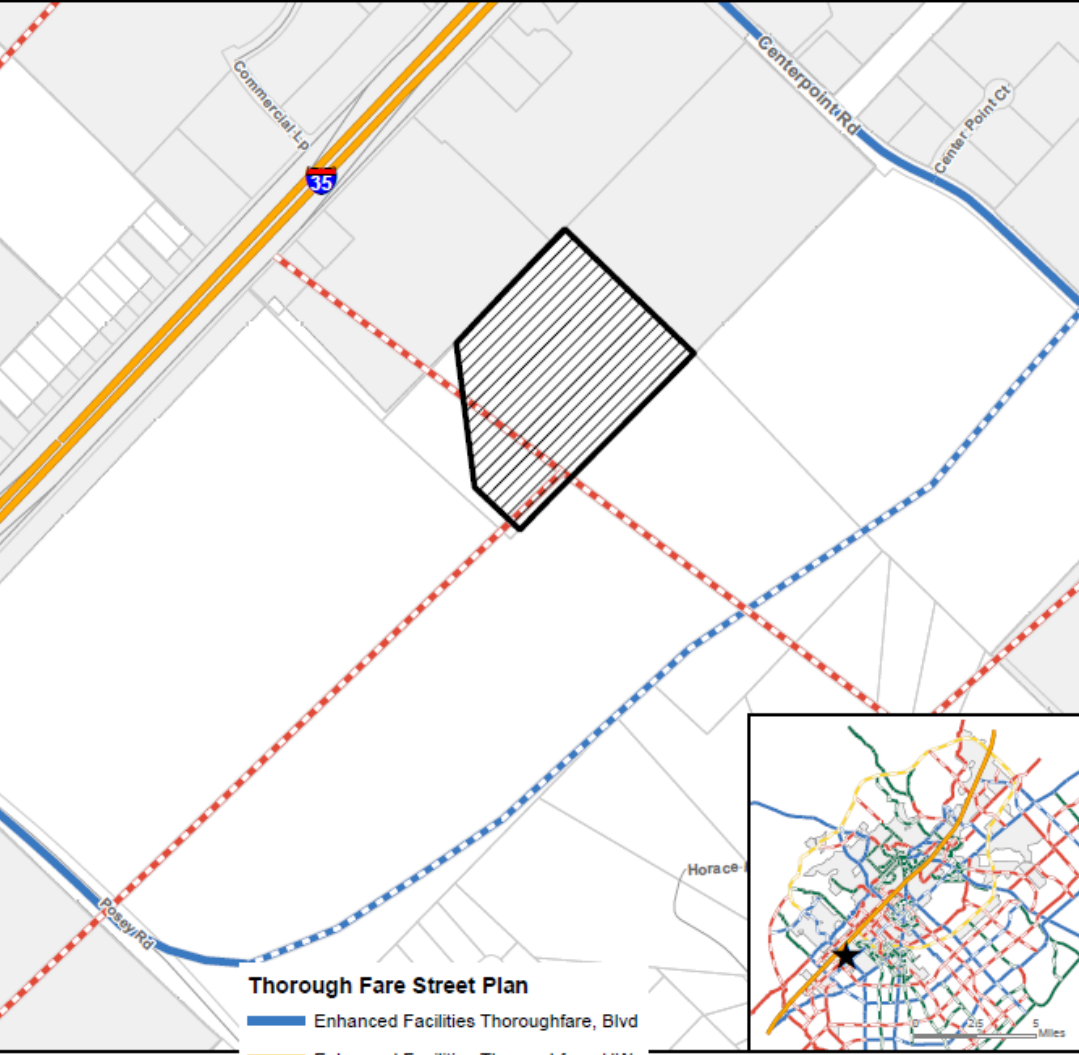 Commercial Lp
Centerpoint Rd
Center Point Ct
35
Posey Rd
Horace
Thorough Fare Street Plan
Enhanced Facilities Thoroughfare, Blvd
0 2.5 5
Miles